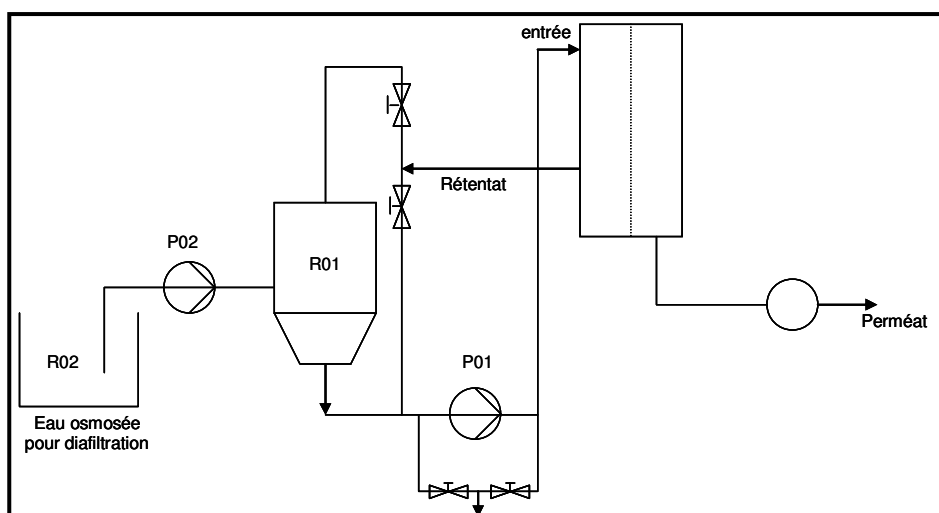 entrée
Rétentat
P02
R01
R02
P01
Perméat
Eau osmosée
pour diafiltration